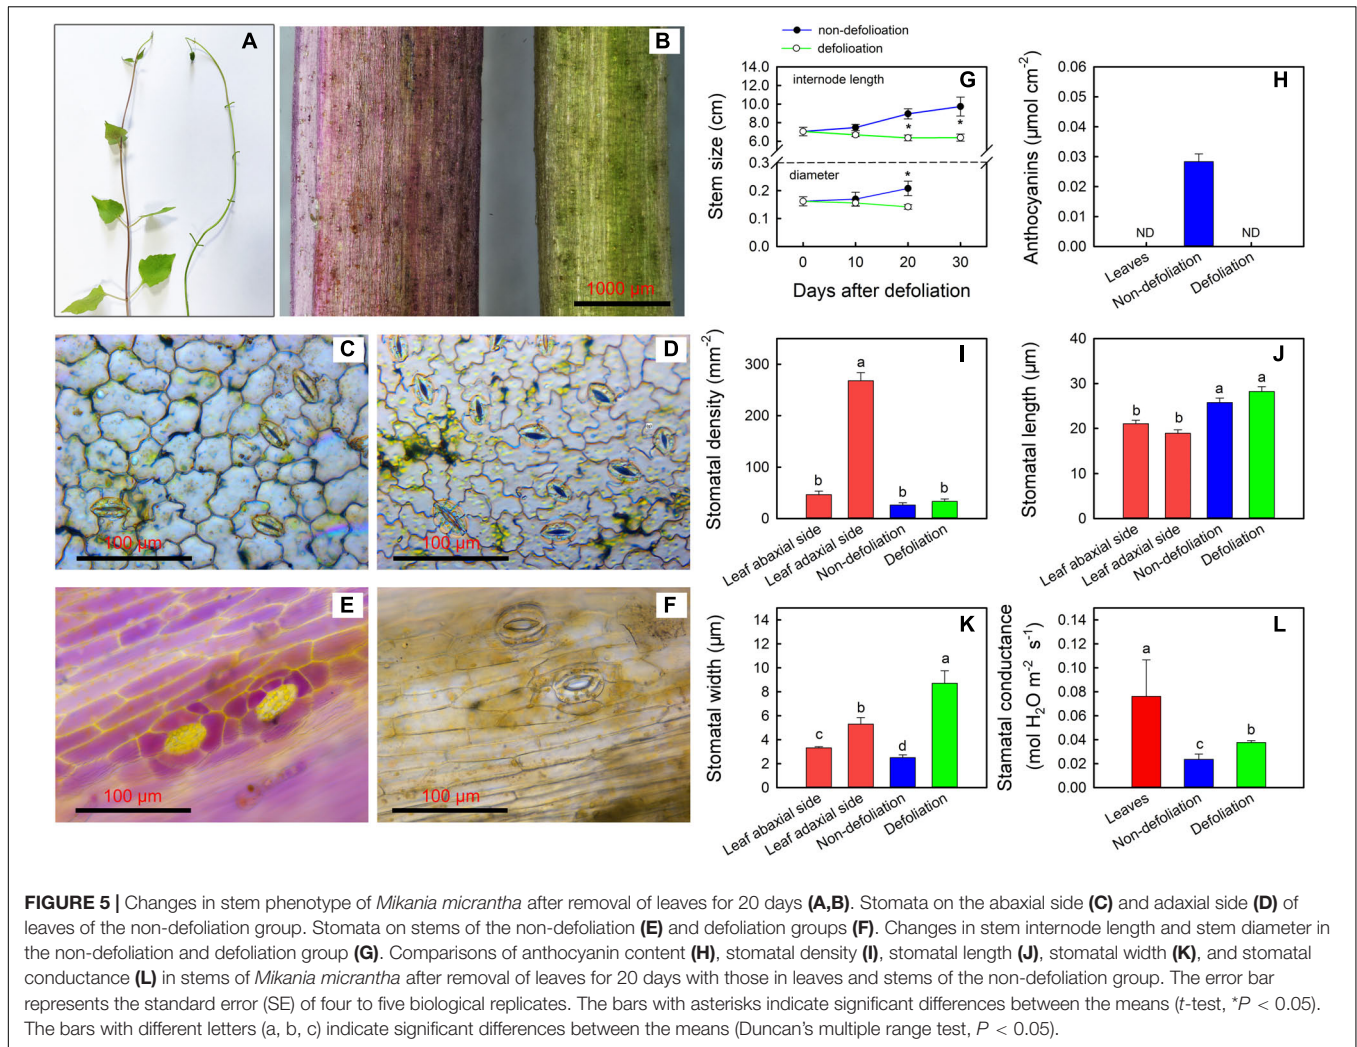 A
B
1000 µm
C
100 µm
D
100 µm
E
100 µm
F
100 µm
non-defolioation
defolioation
G
internode length
diameter
Stem size (cm)
14.0
12.0
10.0
8.0
6.0
0.3
0.2
0.1
0.0
*
*
*
0
10
20
30
Days after defoliation
H
Anthocyanins (µmol cm⁻²)
0.06
0.05
0.04
0.03
0.02
0.01
0.00
ND
ND
Leaves
Non-defoliation
Defoliation
I
Stomatal density (mm⁻²)
300
200
100
0
b
a
b
b
Leaf abaxial side
Leaf adaxial side
Non-defoliation
Defoliation
J
Stomatal length (µm)
40
30
20
10
0
b
b
a
a
Leaf abaxial side
Leaf adaxial side
Non-defoliation
Defoliation
K
Stomatal width (µm)
14
12
10
8
6
4
2
0
c
b
d
a
Leaf abaxial side
Leaf adaxial side
Non-defoliation
Defoliation
L
Stamatal conductance
(mol H₂O m⁻² s⁻¹)
0.14
0.12
0.10
0.08
0.06
0.04
0.02
0.00
a
c
b
Leaves
Non-defoliation
Defoliation
FIGURE 5 | Changes in stem phenotype of Mikania micrantha after removal of leaves for 20 days (A,B). Stomata on the abaxial side (C) and adaxial side (D) of
leaves of the non-defoliation group. Stomata on stems of the non-defoliation (E) and defoliation groups (F). Changes in stem internode length and stem diameter in
the non-defoliation and defoliation group (G). Comparisons of anthocyanin content (H), stomatal density (I), stomatal length (J), stomatal width (K), and stomatal
conductance (L) in stems of Mikania micrantha after removal of leaves for 20 days with those in leaves and stems of the non-defoliation group. The error bar
represents the standard error (SE) of four to five biological replicates. The bars with asterisks indicate significant differences between the means (t-test, *P < 0.05).
The bars with different letters (a, b, c) indicate significant differences between the means (Duncan's multiple range test, P < 0.05).